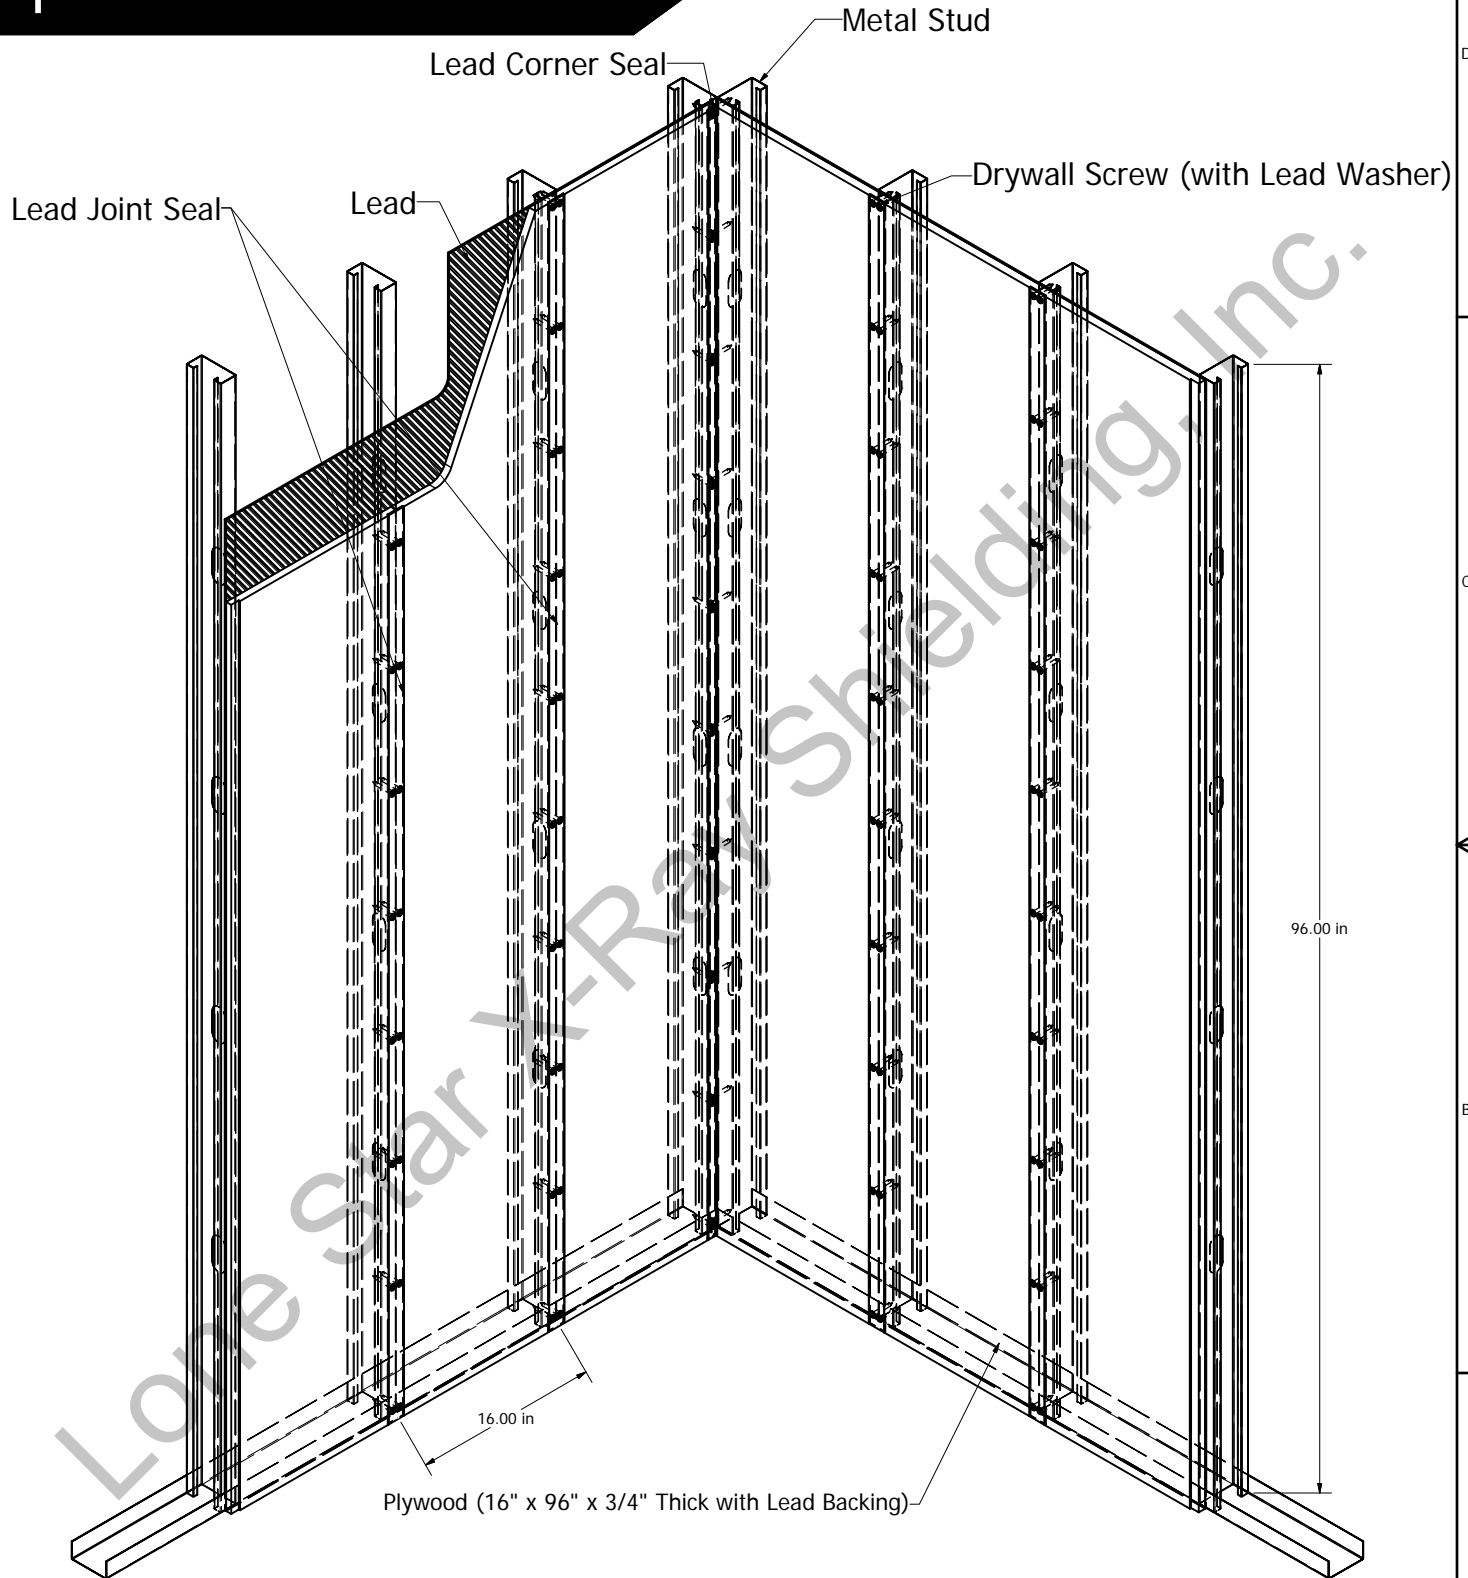 Metal Stud
Lead Corner Seal
Drywall Screw (with Lead Washer)
Lead Joint Seal
Lead
Lone Star X-Ray Shielding, Inc.
96.00 in
16.00 in
Plywood (16" x 96" x 3/4" Thick with Lead Backing)
B